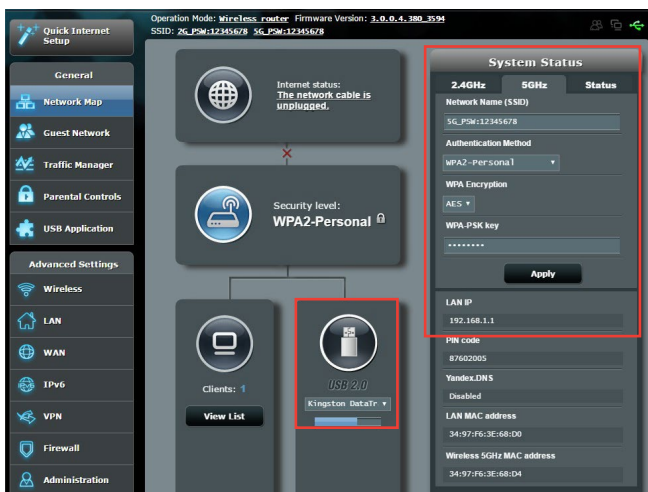 Operation Mode: Wireless router Firmware Version: 3.0.0.4.380_3594
SSID: 2G_PSW:12345678 5G_PSW:12345678
Quick Internet
Setup
General
Network Map
Guest Network
Traffic Manager
Parental Controls
USB Application
Advanced Settings
Wireless
LAN
WAN
IPv6
VPN
Firewall
Administration
Internet status:
The network cable is
unplugged.
Security level:
WPA2-Personal
Clients: 1
View List
USB 2.0
Kingston DataTr
System Status
2.4GHz 5GHz Status
Network Name (SSID)
5G_PSW:12345678
Authentication Method
WPA2-Personal
WPA Encryption
AES
WPA-PSK key
········
Apply
LAN IP
192.168.1.1
PIN code
87602005
Yandex.DNS
Disabled
LAN MAC address
34:97:F6:3E:68:D0
Wireless 5GHz MAC address
34:97:F6:3E:68:D4